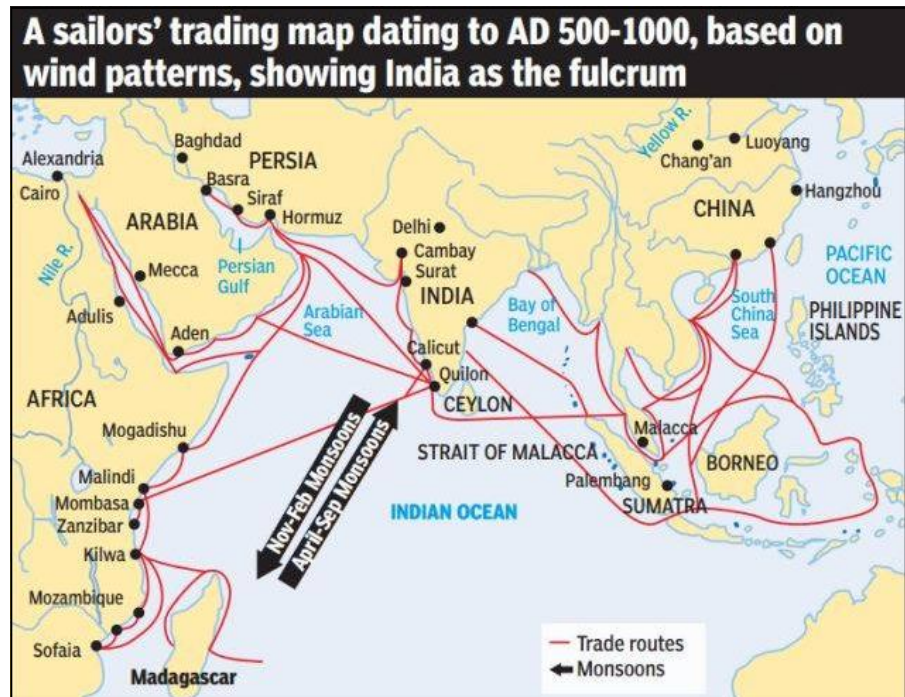 A sailors' trading map dating to AD 500-1000, based on
wind patterns, showing India as the fulcrum
Baghdad
PERSIA
Alexandria
Basra
Cairo
Siraf
Hormuz
ARABIA
Nile R.
Persian
Gulf
Mecca
Adulis
Aden
Arabian
Sea
Delhi
Cambay
Surat
INDIA
Bay of
Bengal
Calicut
Quilon
CEYLON
Yellow R.
Luoyang
Chang'an
Hangzhou
CHINA
PACIFIC
OCEAN
South
China
Sea
PHILIPPINE
ISLANDS
AFRICA
Mogadishu
Malindi
Mombasa
Zanzibar
Kilwa
Mozambique
Sofaia
Madagascar
Nov-Feb Monsoons
April-Sep Monsoons
INDIAN OCEAN
STRAIT OF MALACCA
Malacca
Palembang
SUMATRA
BORNEO
Trade routes
Monsoons